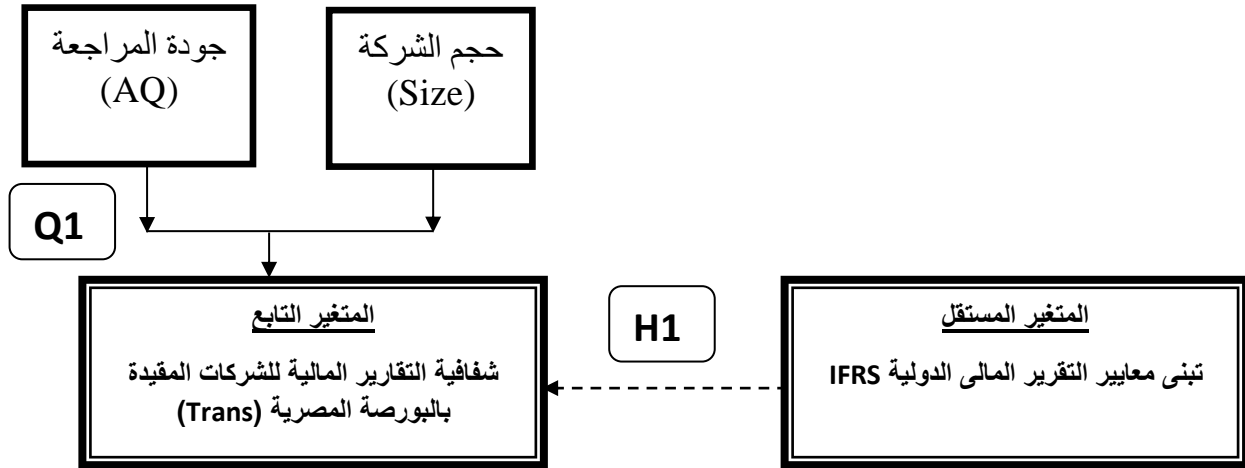 حجم الشركة
(Size)
جودة المراجعة
(AQ)
Q1
المتغير المستقل
تبنى معايير التقرير المالى الدولية IFRS
H1
المتغير التابع
شفافية التقارير المالية للشركات المقيدة
بالبورصة المصرية (Trans)